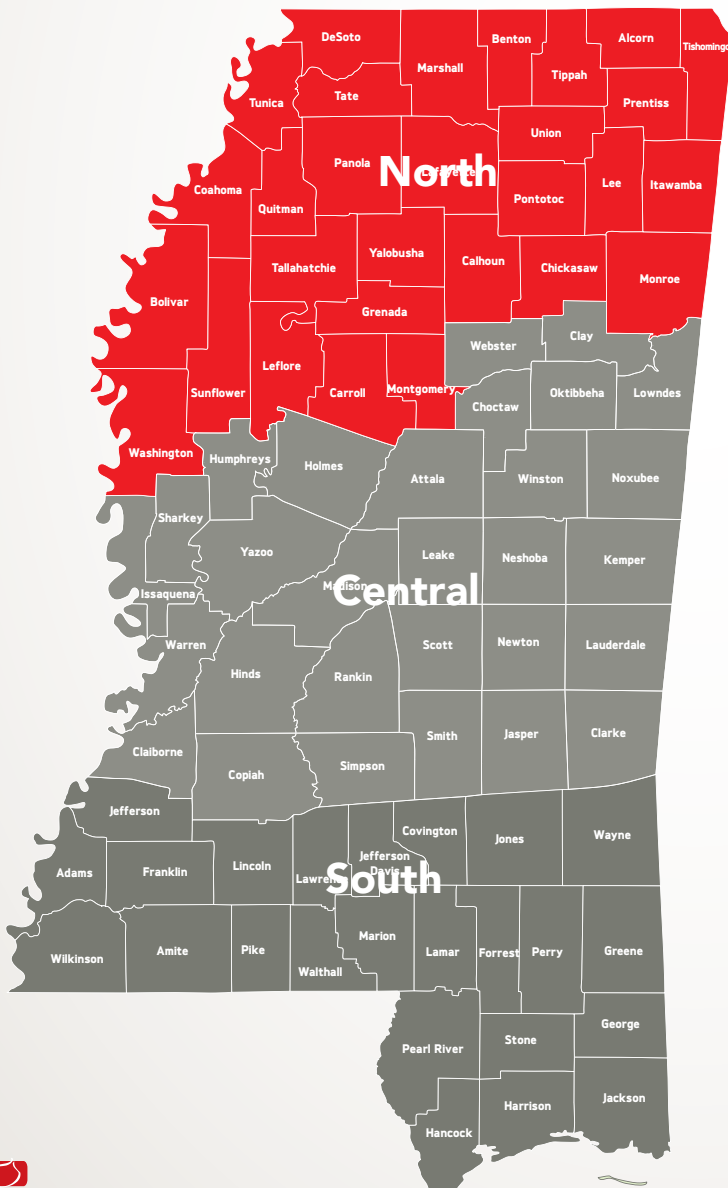 DeSoto
Benton
Alcorn
Tishomingo
Marshall
Tippah
Tate
Tunica
Prentiss
Union
Panola
North
Lafayette
Lee
Itawamba
Coahoma
Pontotoc
Quitman
Yalobusha
Calhoun
Tallahatchie
Chickasaw
Monroe
Bolivar
Grenada
Clay
Webster
Leflore
Montgomery
Sunflower
Carroll
Oktibbeha
Lowndes
Choctaw
Washington
Humphreys
Holmes
Attala
Winston
Noxubee
Sharkey
Yazoo
Leake
Neshoba
Kemper
Madison
Central
Issaquena
Warren
Scott
Newton
Lauderdale
Hinds
Rankin
Clarke
Smith
Jasper
Claiborne
Simpson
Copiah
Jefferson
Covington
Wayne
Jones
Jefferson
Davis
Lincoln
Adams
Franklin
Lawrence
South
Marion
Pike
Amite
Lamar
Forrest
Perry
Greene
Wilkinson
Walthall
George
Stone
Pearl River
Jackson
Harrison
Hancock